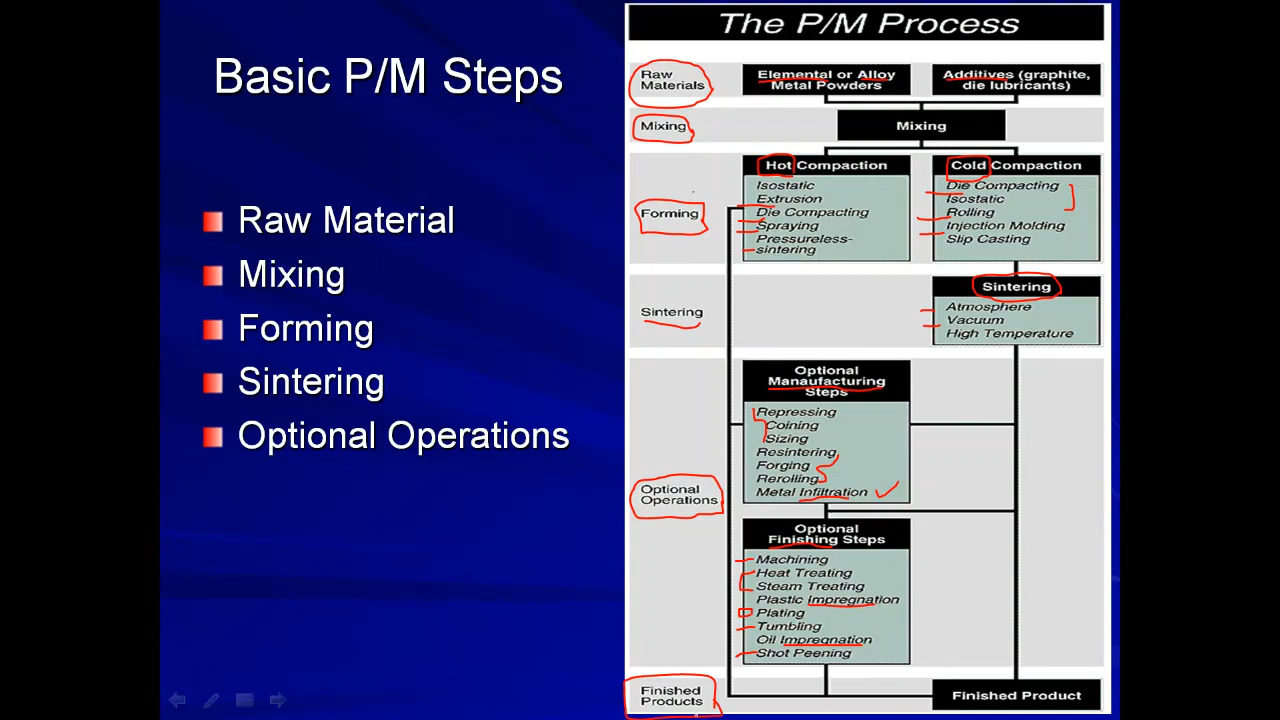 Basic P/M Steps
Raw Material
Mixing
Forming
Sintering
Optional Operations
The P/M Process
Raw
Materials
Elemental or Alloy
Metal Powders
Additives (graphite,
die lubricants)
Mixing
Mixing
Forming
Hot Compaction
Isostatic
Extrusion
Die Compacting
Spraying
Pressureless-
sintering
Cold Compaction
Die Compacting
Isostatic
Rolling
Injection Molding
Slip Casting
Sintering
Sintering
Atmosphere
Vacuum
High Temperature
Optional
Operations
Optional
Manaufacturing
Steps
Repressing
Coining
Sizing
Resintering
Forging
Rerolling
Metal Infiltration
Optional
Finishing Steps
Machining
Heat Treating
Steam Treating
Plastic Impregnation
Plating
Tumbling
Oil Impregnation
Shot Peening
Finished
Products
Finished Product